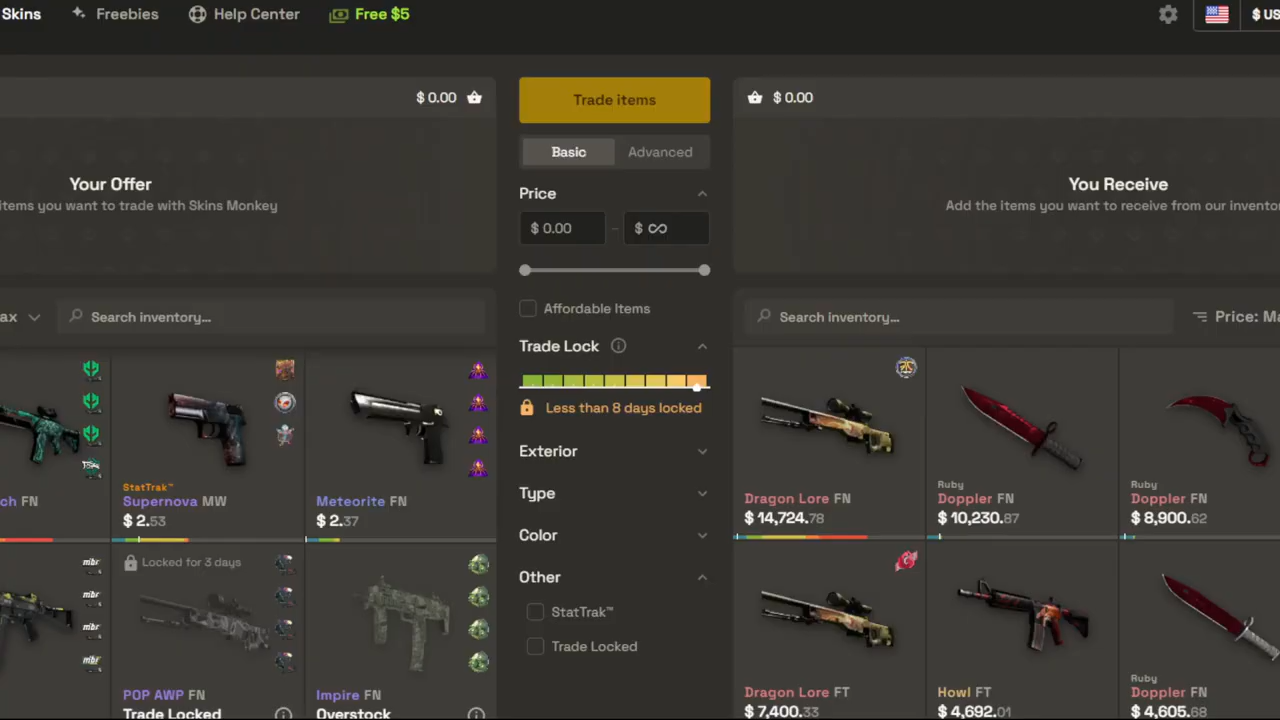 Skins
Freebies
Help Center
Free $5
$ US
$ 0.00
Your Offer
items you want to trade with Skins Monkey
Search inventory...
StatTrak™
Supernova MW
$ 2.53
Meteorite FN
$ 2.37
FN
Locked for 3 days
POP AWP FN
Trade Locked
Impire FN
Overstock
Trade items
Basic
Advanced
Price
$ 0.00 - $ ∞
Affordable Items
Trade Lock
Less than 8 days locked
Exterior
Type
Color
Other
StatTrak™
Trade Locked
$ 0.00
You Receive
Add the items you want to receive from our invento
Search inventory...
Price: Ma
Dragon Lore FN
$ 14,724.78
Ruby
Doppler FN
$ 10,230.87
Ruby
Doppler FN
$ 8,900.62
Dragon Lore FT
$ 7,400.33
Howl FT
$ 4,692.01
Ruby
Doppler FN
$ 4,605.68